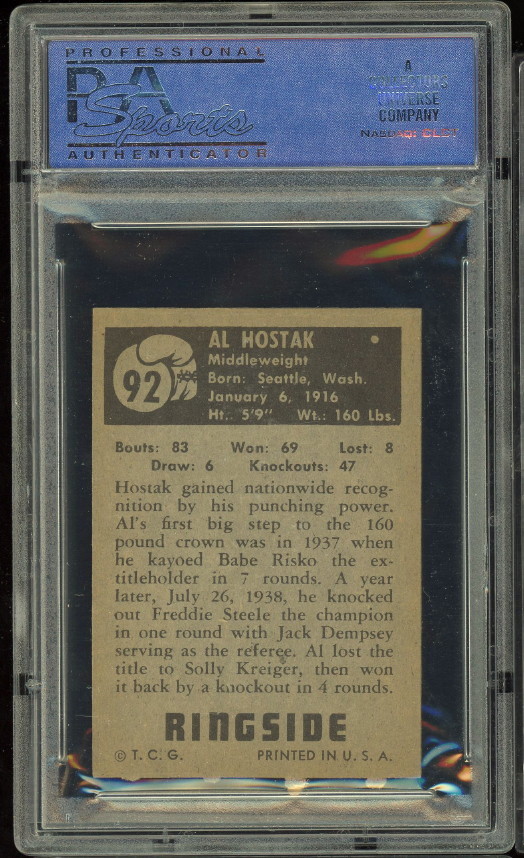 PROFESSIONAL
PSA
Sports
AUTHENTICATOR
A
COLLECTORS
UNIVERSE
COMPANY
NASDAQ: CLCT
92
AL HOSTAK
Middleweight
Born: Seattle, Wash.
January 6, 1916
Ht. 5'9" Wt.: 160 Lbs.
Bouts: 83 Won: 69 Lost: 8
Draw: 6 Knockouts: 47
Hostak gained nationwide recog-
nition by his punching power.
Al's first big step to the 160
pound crown was in 1937 when
he kayoed Babe Risko the ex-
titleholder in 7 rounds. A year
later, July 26, 1938, he knocked
out Freddie Steele the champion
in one round with Jack Dempsey
serving as the referee. Al lost the
title to Solly Kreiger, then won
it back by a knockout in 4 rounds.
RINGSIDE
© T. C. G. PRINTED IN U. S. A.